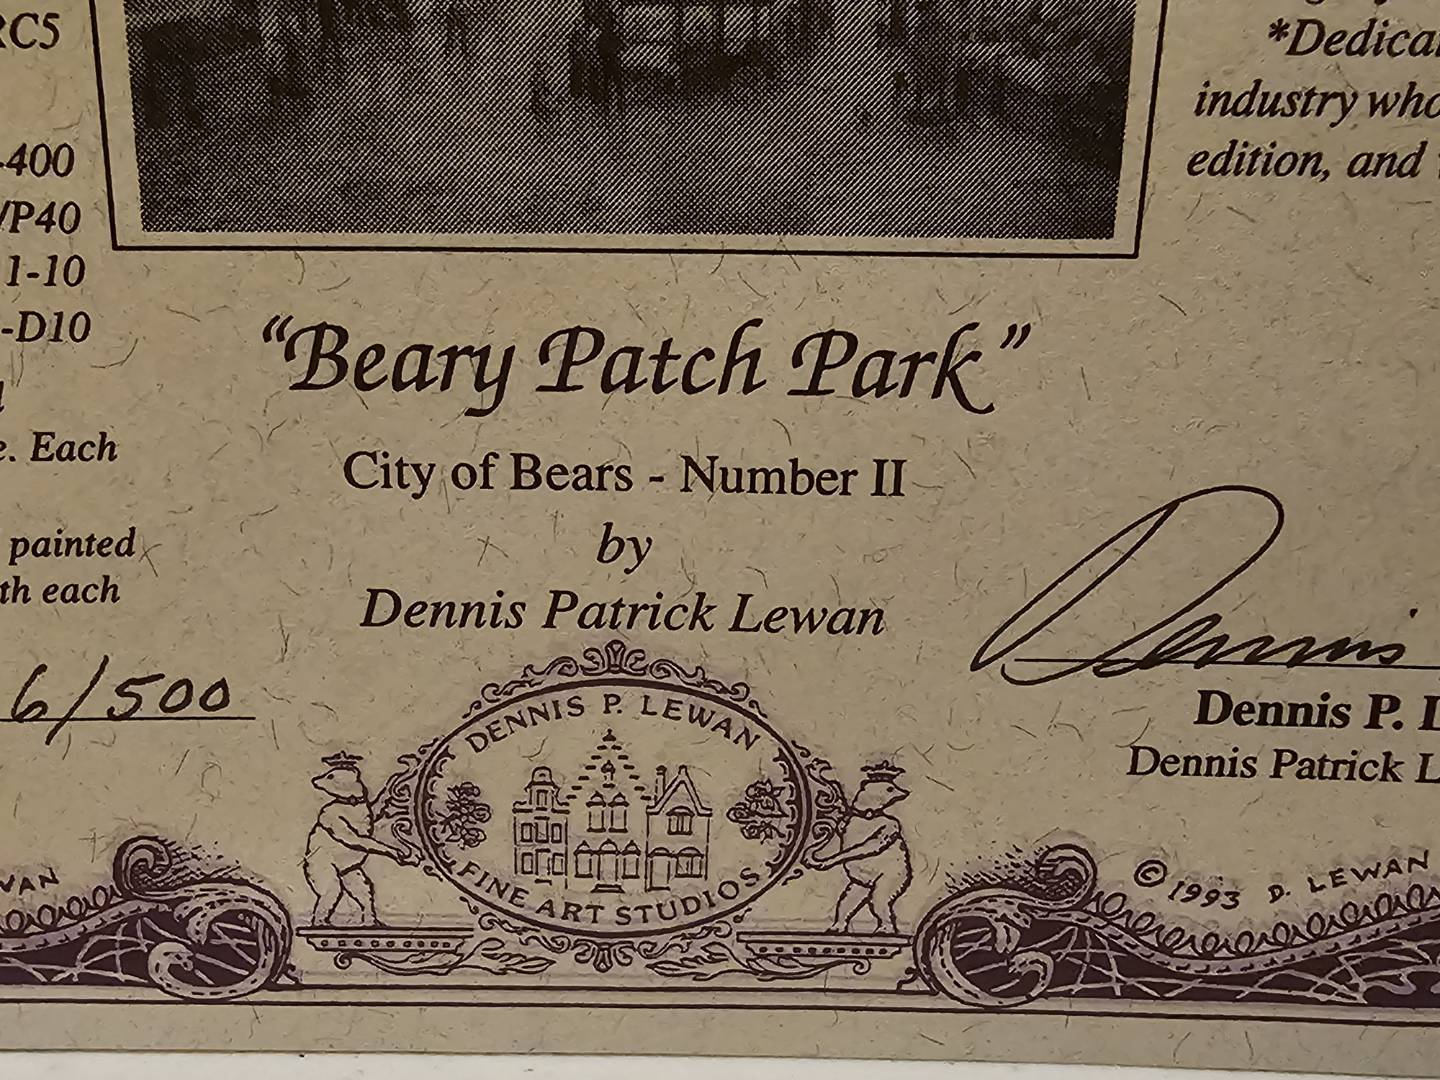 RC5
-400
/P40
1-10
-D10
e. Each
painted
th each
6/500
*Dedica
industry who
edition, and
"Beary Patch Park"
City of Bears - Number II
by
Dennis Patrick Lewan
Dennis
Dennis P. L
Dennis Patrick L
DENNIS P. LEWAN
FINE ART STUDIOS
WAN
© 1993 D. LEWAN